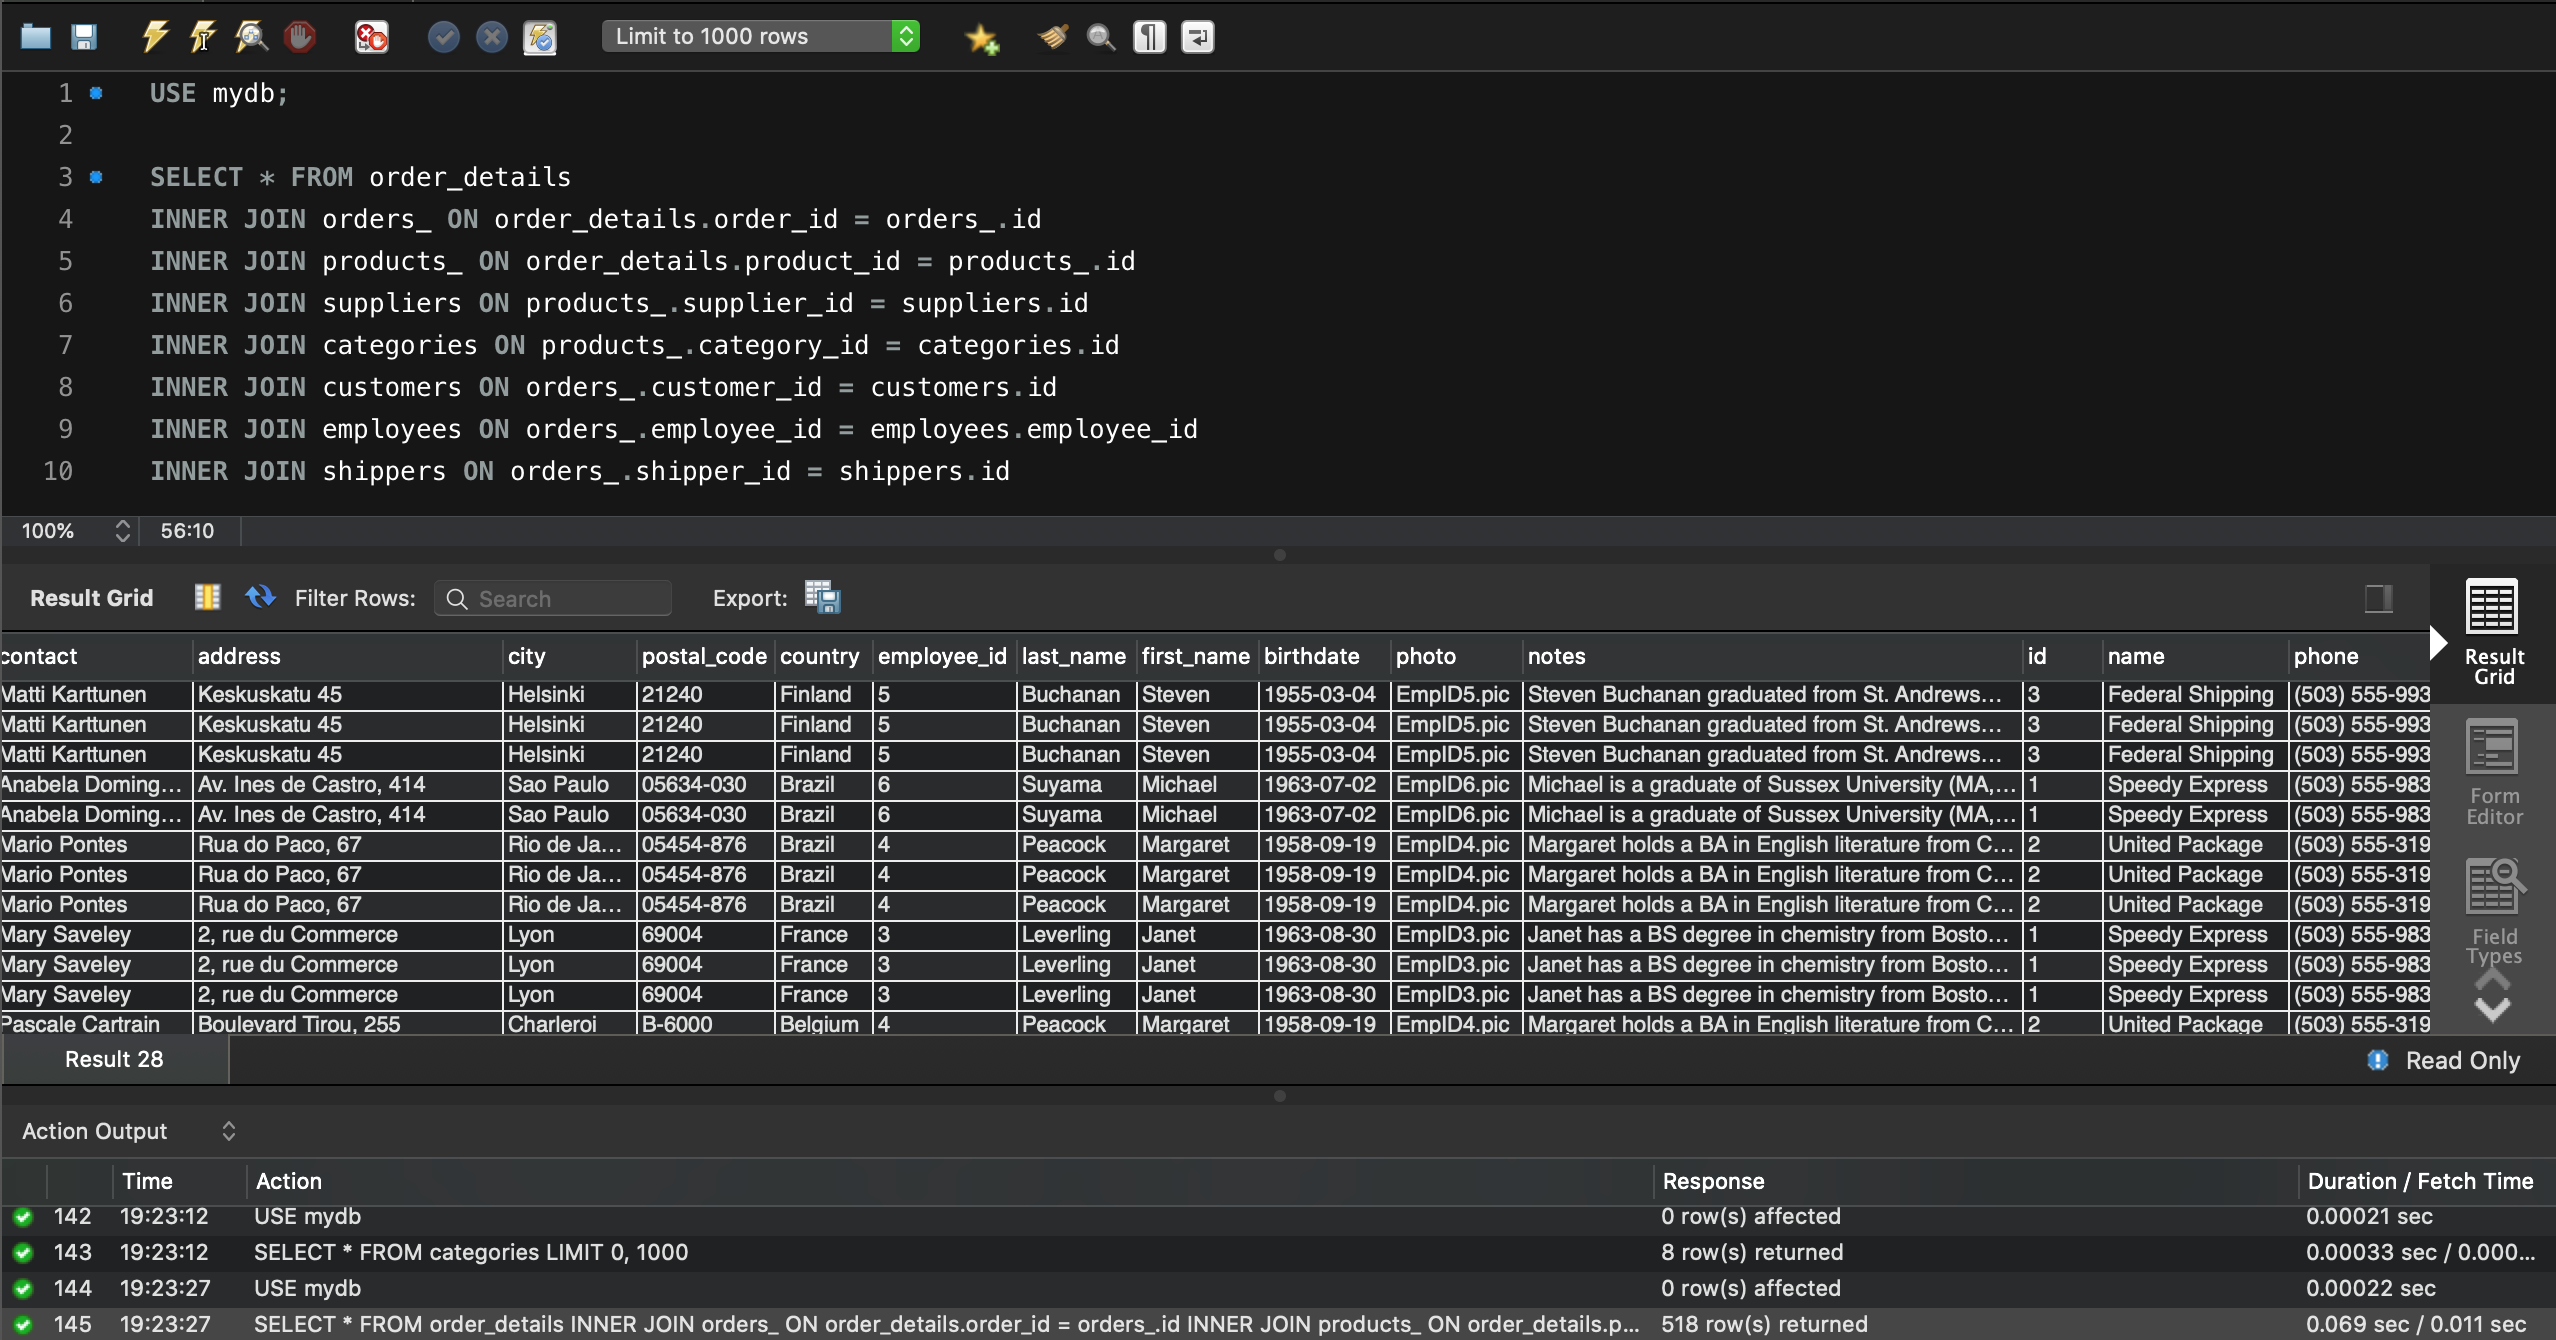 Limit to 1000 rows
1 USE mydb;
2
3 SELECT * FROM order_details
4 INNER JOIN orders_ ON order_details.order_id = orders_.id
5 INNER JOIN products_ ON order_details.product_id = products_.id
6 INNER JOIN suppliers ON products_.supplier_id = suppliers.id
7 INNER JOIN categories ON products_.category_id = categories.id
8 INNER JOIN customers ON orders_.customer_id = customers.id
9 INNER JOIN employees ON orders_.employee_id = employees.employee_id
10 INNER JOIN shippers ON orders_.shipper_id = shippers.id
100% 56:10
Result Grid Filter Rows: Search Export:
contact address city postal_code country employee_id last_name first_name birthdate photo notes id name phone
Matti Karttunen Keskuskatu 45 Helsinki 21240 Finland 5 Buchanan Steven 1955-03-04 EmpID5.pic Steven Buchanan graduated from St. Andrews... 3 Federal Shipping (503) 555-993
Matti Karttunen Keskuskatu 45 Helsinki 21240 Finland 5 Buchanan Steven 1955-03-04 EmpID5.pic Steven Buchanan graduated from St. Andrews... 3 Federal Shipping (503) 555-993
Matti Karttunen Keskuskatu 45 Helsinki 21240 Finland 5 Buchanan Steven 1955-03-04 EmpID5.pic Steven Buchanan graduated from St. Andrews... 3 Federal Shipping (503) 555-993
Anabela Doming... Av. Ines de Castro, 414 Sao Paulo 05634-030 Brazil 6 Suyama Michael 1963-07-02 EmpID6.pic Michael is a graduate of Sussex University (MA,... 1 Speedy Express (503) 555-983
Anabela Doming... Av. Ines de Castro, 414 Sao Paulo 05634-030 Brazil 6 Suyama Michael 1963-07-02 EmpID6.pic Michael is a graduate of Sussex University (MA,... 1 Speedy Express (503) 555-983
Mario Pontes Rua do Paco, 67 Rio de Ja... 05454-876 Brazil 4 Peacock Margaret 1958-09-19 EmpID4.pic Margaret holds a BA in English literature from C... 2 United Package (503) 555-319
Mario Pontes Rua do Paco, 67 Rio de Ja... 05454-876 Brazil 4 Peacock Margaret 1958-09-19 EmpID4.pic Margaret holds a BA in English literature from C... 2 United Package (503) 555-319
Mario Pontes Rua do Paco, 67 Rio de Ja... 05454-876 Brazil 4 Peacock Margaret 1958-09-19 EmpID4.pic Margaret holds a BA in English literature from C... 2 United Package (503) 555-319
Mary Saveley 2, rue du Commerce Lyon 69004 France 3 Leverling Janet 1963-08-30 EmpID3.pic Janet has a BS degree in chemistry from Bosto... 1 Speedy Express (503) 555-983
Mary Saveley 2, rue du Commerce Lyon 69004 France 3 Leverling Janet 1963-08-30 EmpID3.pic Janet has a BS degree in chemistry from Bosto... 1 Speedy Express (503) 555-983
Mary Saveley 2, rue du Commerce Lyon 69004 France 3 Leverling Janet 1963-08-30 EmpID3.pic Janet has a BS degree in chemistry from Bosto... 1 Speedy Express (503) 555-983
Pascale Cartrain Boulevard Tirou, 255 Charleroi B-6000 Belgium 4 Peacock Margaret 1958-09-19 EmpID4.pic Margaret holds a BA in English literature from C... 2 United Package (503) 555-319
Result
Grid
Form
Editor
Field
Types
Result 28 Read Only
Action Output
Time Action Response Duration / Fetch Time
142 19:23:12 USE mydb 0 row(s) affected 0.00021 sec
143 19:23:12 SELECT * FROM categories LIMIT 0, 1000 8 row(s) returned 0.00033 sec / 0.000...
144 19:23:27 USE mydb 0 row(s) affected 0.00022 sec
145 19:23:27 SELECT * FROM order_details INNER JOIN orders_ ON order_details.order_id = orders_.id INNER JOIN products_ ON order_details.p... 518 row(s) returned 0.069 sec / 0.011 sec